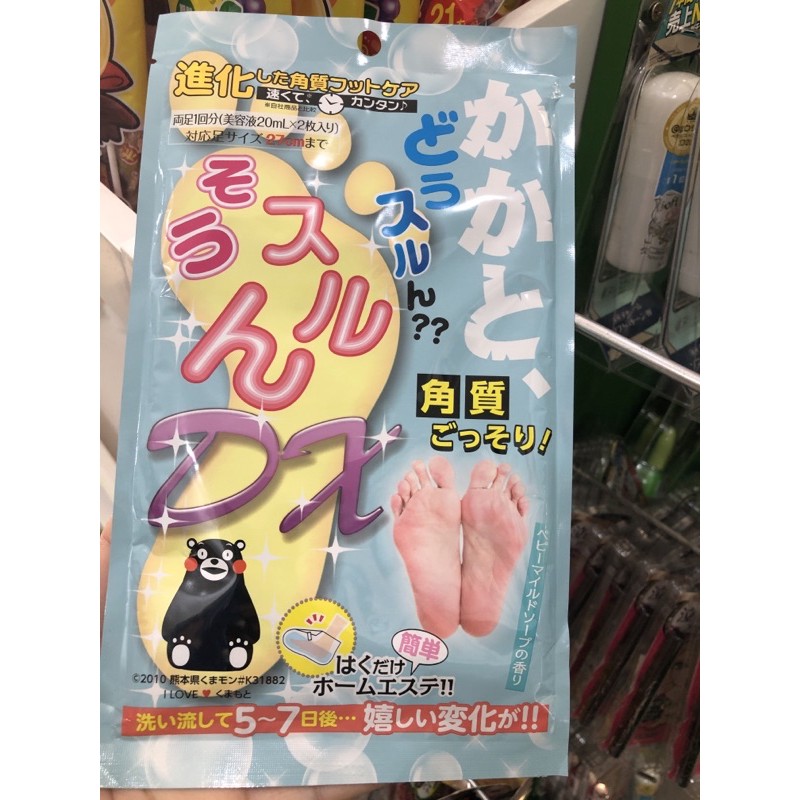 進化した角質フットケア
速くて、カンタン♪
※自社商品比較
両足1回分(美容液20mL×2枚入り)
対応足サイズ27cmまで
かかと、
どう
スルん??
そう
スルん
DX
角質
ごっそり!
ベビーマイルドソープの香り
簡単
はくだけ
ホームエステ!!
©2010 熊本県くまモン#K31882
I LOVE ♥ くまもと
洗い流して5〜7日後…嬉しい変化が!!
21
売上N